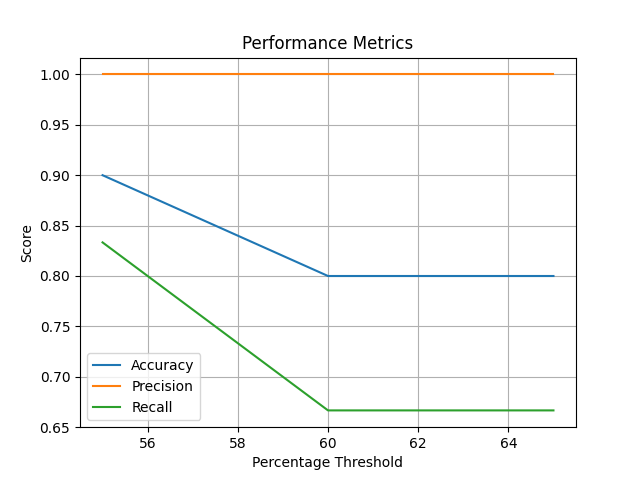 Performance Metrics
1.00
0.95
0.90
0.85
0.80
0.75
0.70
0.65
Score
Accuracy
Precision
Recall
56
58
60
62
64
Percentage Threshold